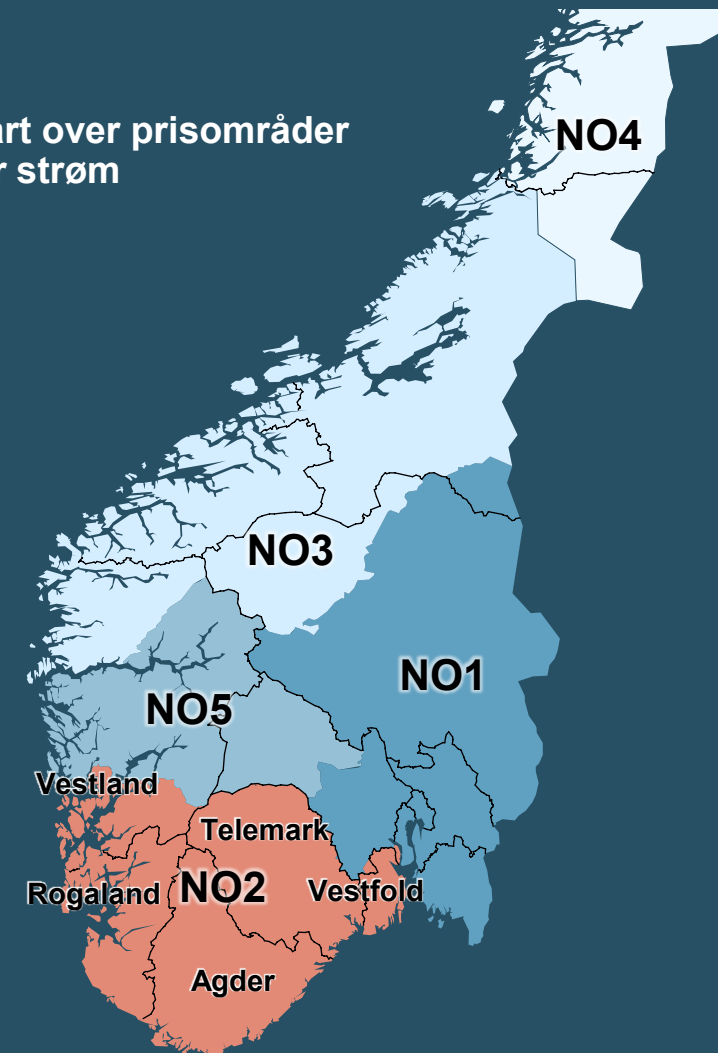 art over prisområder
r strøm
NO4
NO3
NO1
NO5
Vestland
Telemark
Rogaland
NO2
Vestfold
Agder